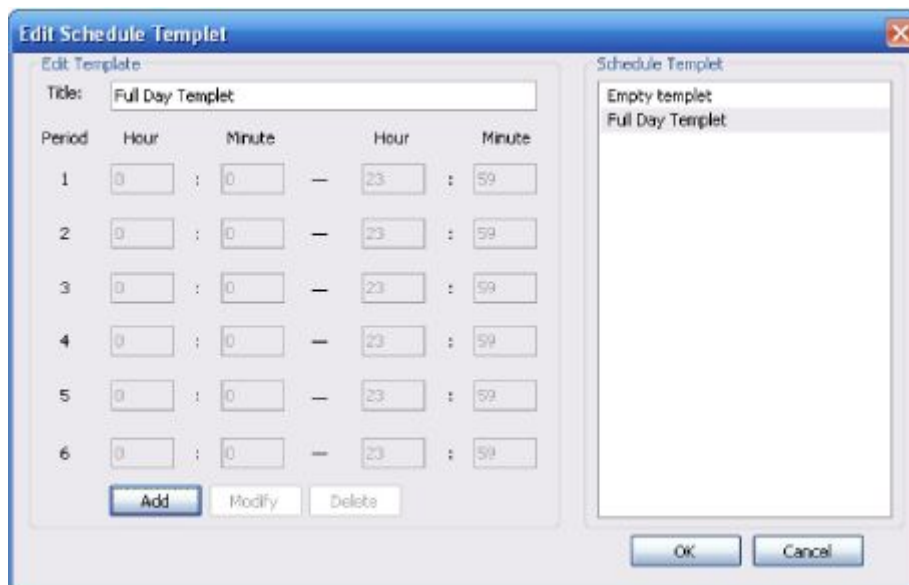 Edit Schedule Templet
Edit Template
Title: Full Day Templet
Period Hour Minute Hour Minute
1 0 : 0 — 23 : 59
2 0 : 0 — 23 : 59
3 0 : 0 — 23 : 59
4 0 : 0 — 23 : 59
5 0 : 0 — 23 : 59
6 0 : 0 — 23 : 59
Add Modify Delete
Schedule Templet
Empty templet
Full Day Templet
OK Cancel